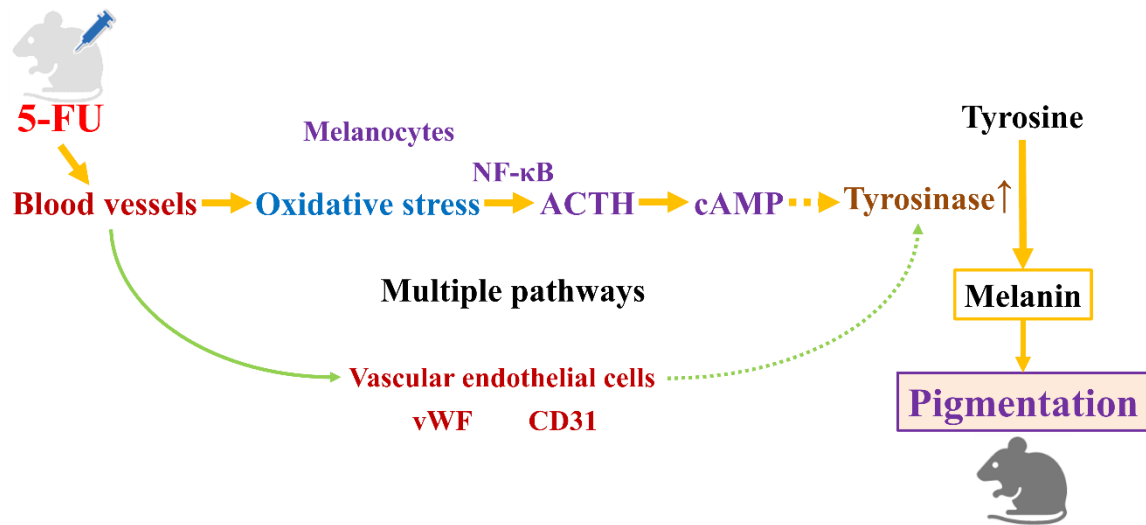 5-FU
Melanocytes
Tyrosine
NF-κB
Blood vessels
Oxidative stress
ACTH
cAMP
Tyrosinase↑
Multiple pathways
Melanin
Vascular endothelial cells
vWF CD31
Pigmentation